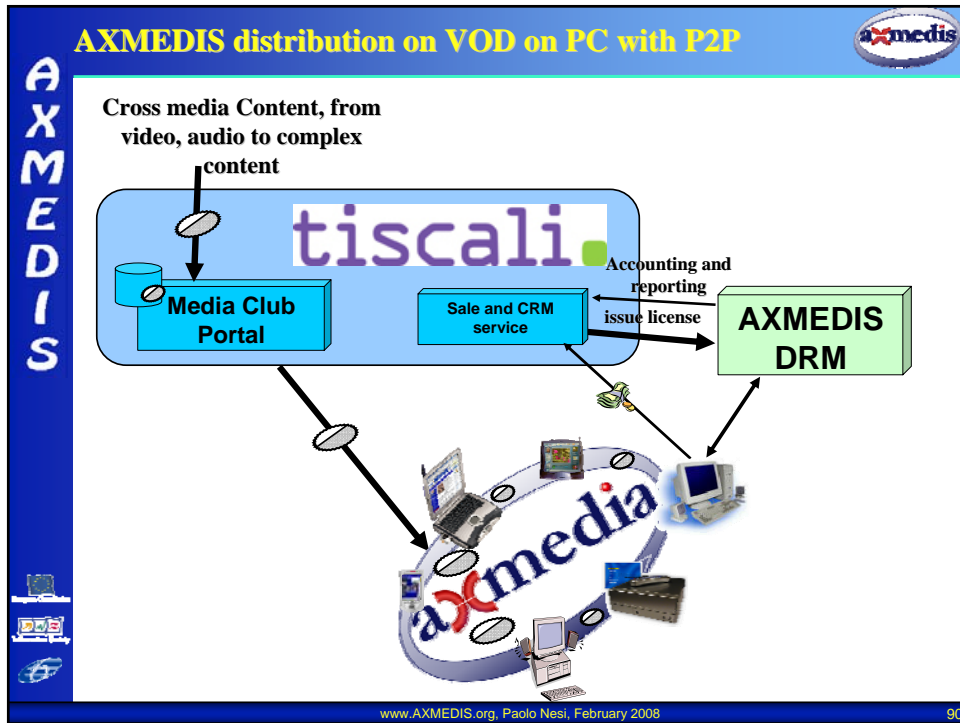 AXMEDIS distribution on VOD on PC with P2P
axmedis
AXMEDIS
Cross media Content, from
video, audio to complex
content
tiscali.
Accounting and
reporting
Media Club
Portal
Sale and CRM
service
issue license
AXMEDIS
DRM
axmedia
www.AXMEDIS.org, Paolo Nesi, February 2008
90